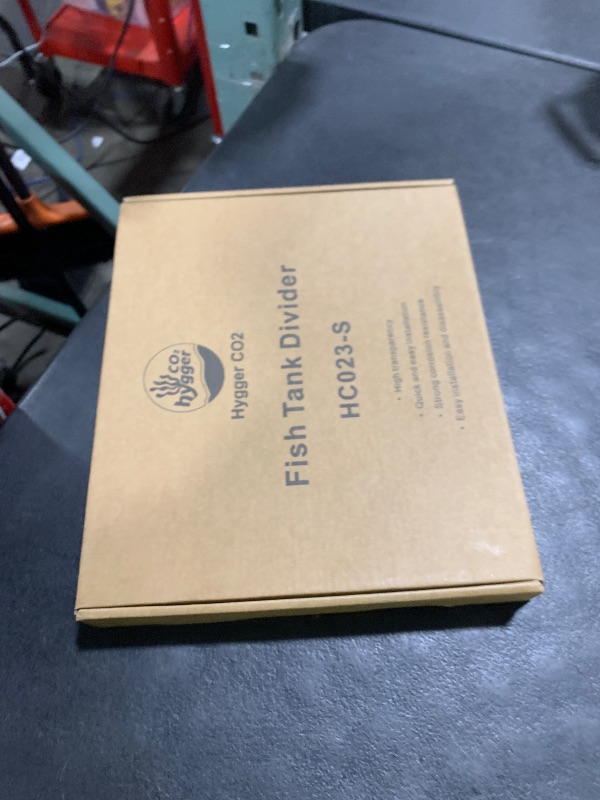 CO2
hygger
Hygger CO2
Fish Tank Divider
HC023-S
· High transparency
· Quick and easy installation
· Strong corrosion resistance
· Easy installation and disassembly